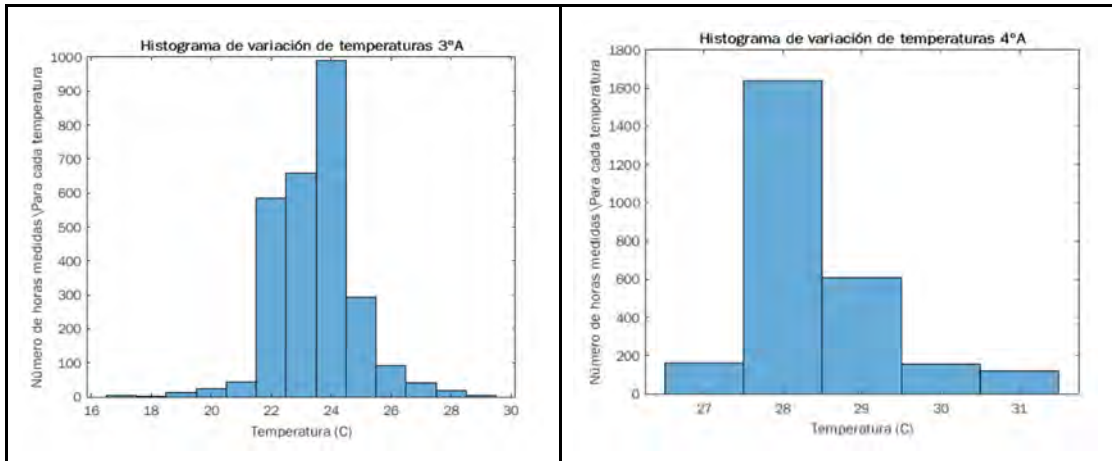 Histograma de variación de temperaturas 3ºA
1000
900
800
700
600
500
400
300
200
100
0
Número de horas medidas \Para cada temperatura
16 18 20 22 24 26 28 30
Temperatura (C)
Histograma de variación de temperaturas 4ºA
1800
1600
1400
1200
1000
800
600
400
200
0
Número de horas medidas \Para cada temperatura
27 28 29 30 31
Temperatura (C)